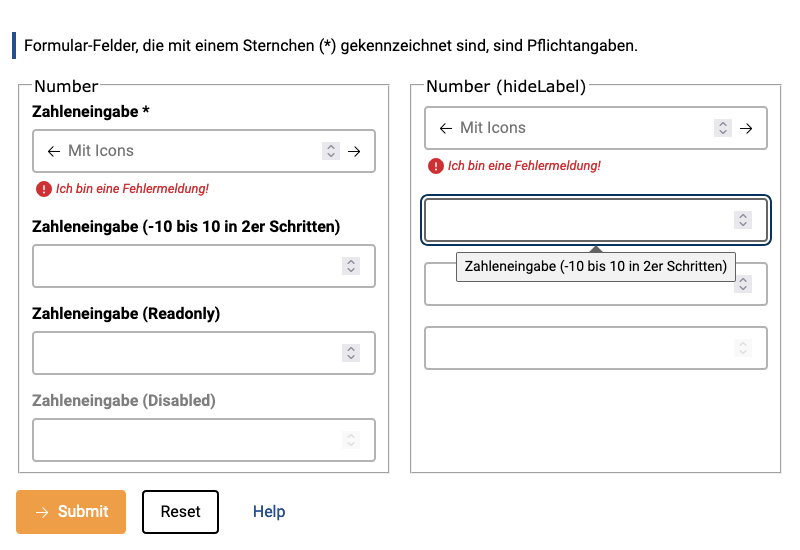 Formular-Felder, die mit einem Sternchen (*) gekennzeichnet sind, sind Pflichtangaben.
Number
Zahleneingabe *
Mit Icons
Ich bin eine Fehlermeldung!
Zahleneingabe (-10 bis 10 in 2er Schritten)
Zahleneingabe (Readonly)
Zahleneingabe (Disabled)
Number (hideLabel)
Mit Icons
Ich bin eine Fehlermeldung!
Zahleneingabe (-10 bis 10 in 2er Schritten)
Submit
Reset
Help